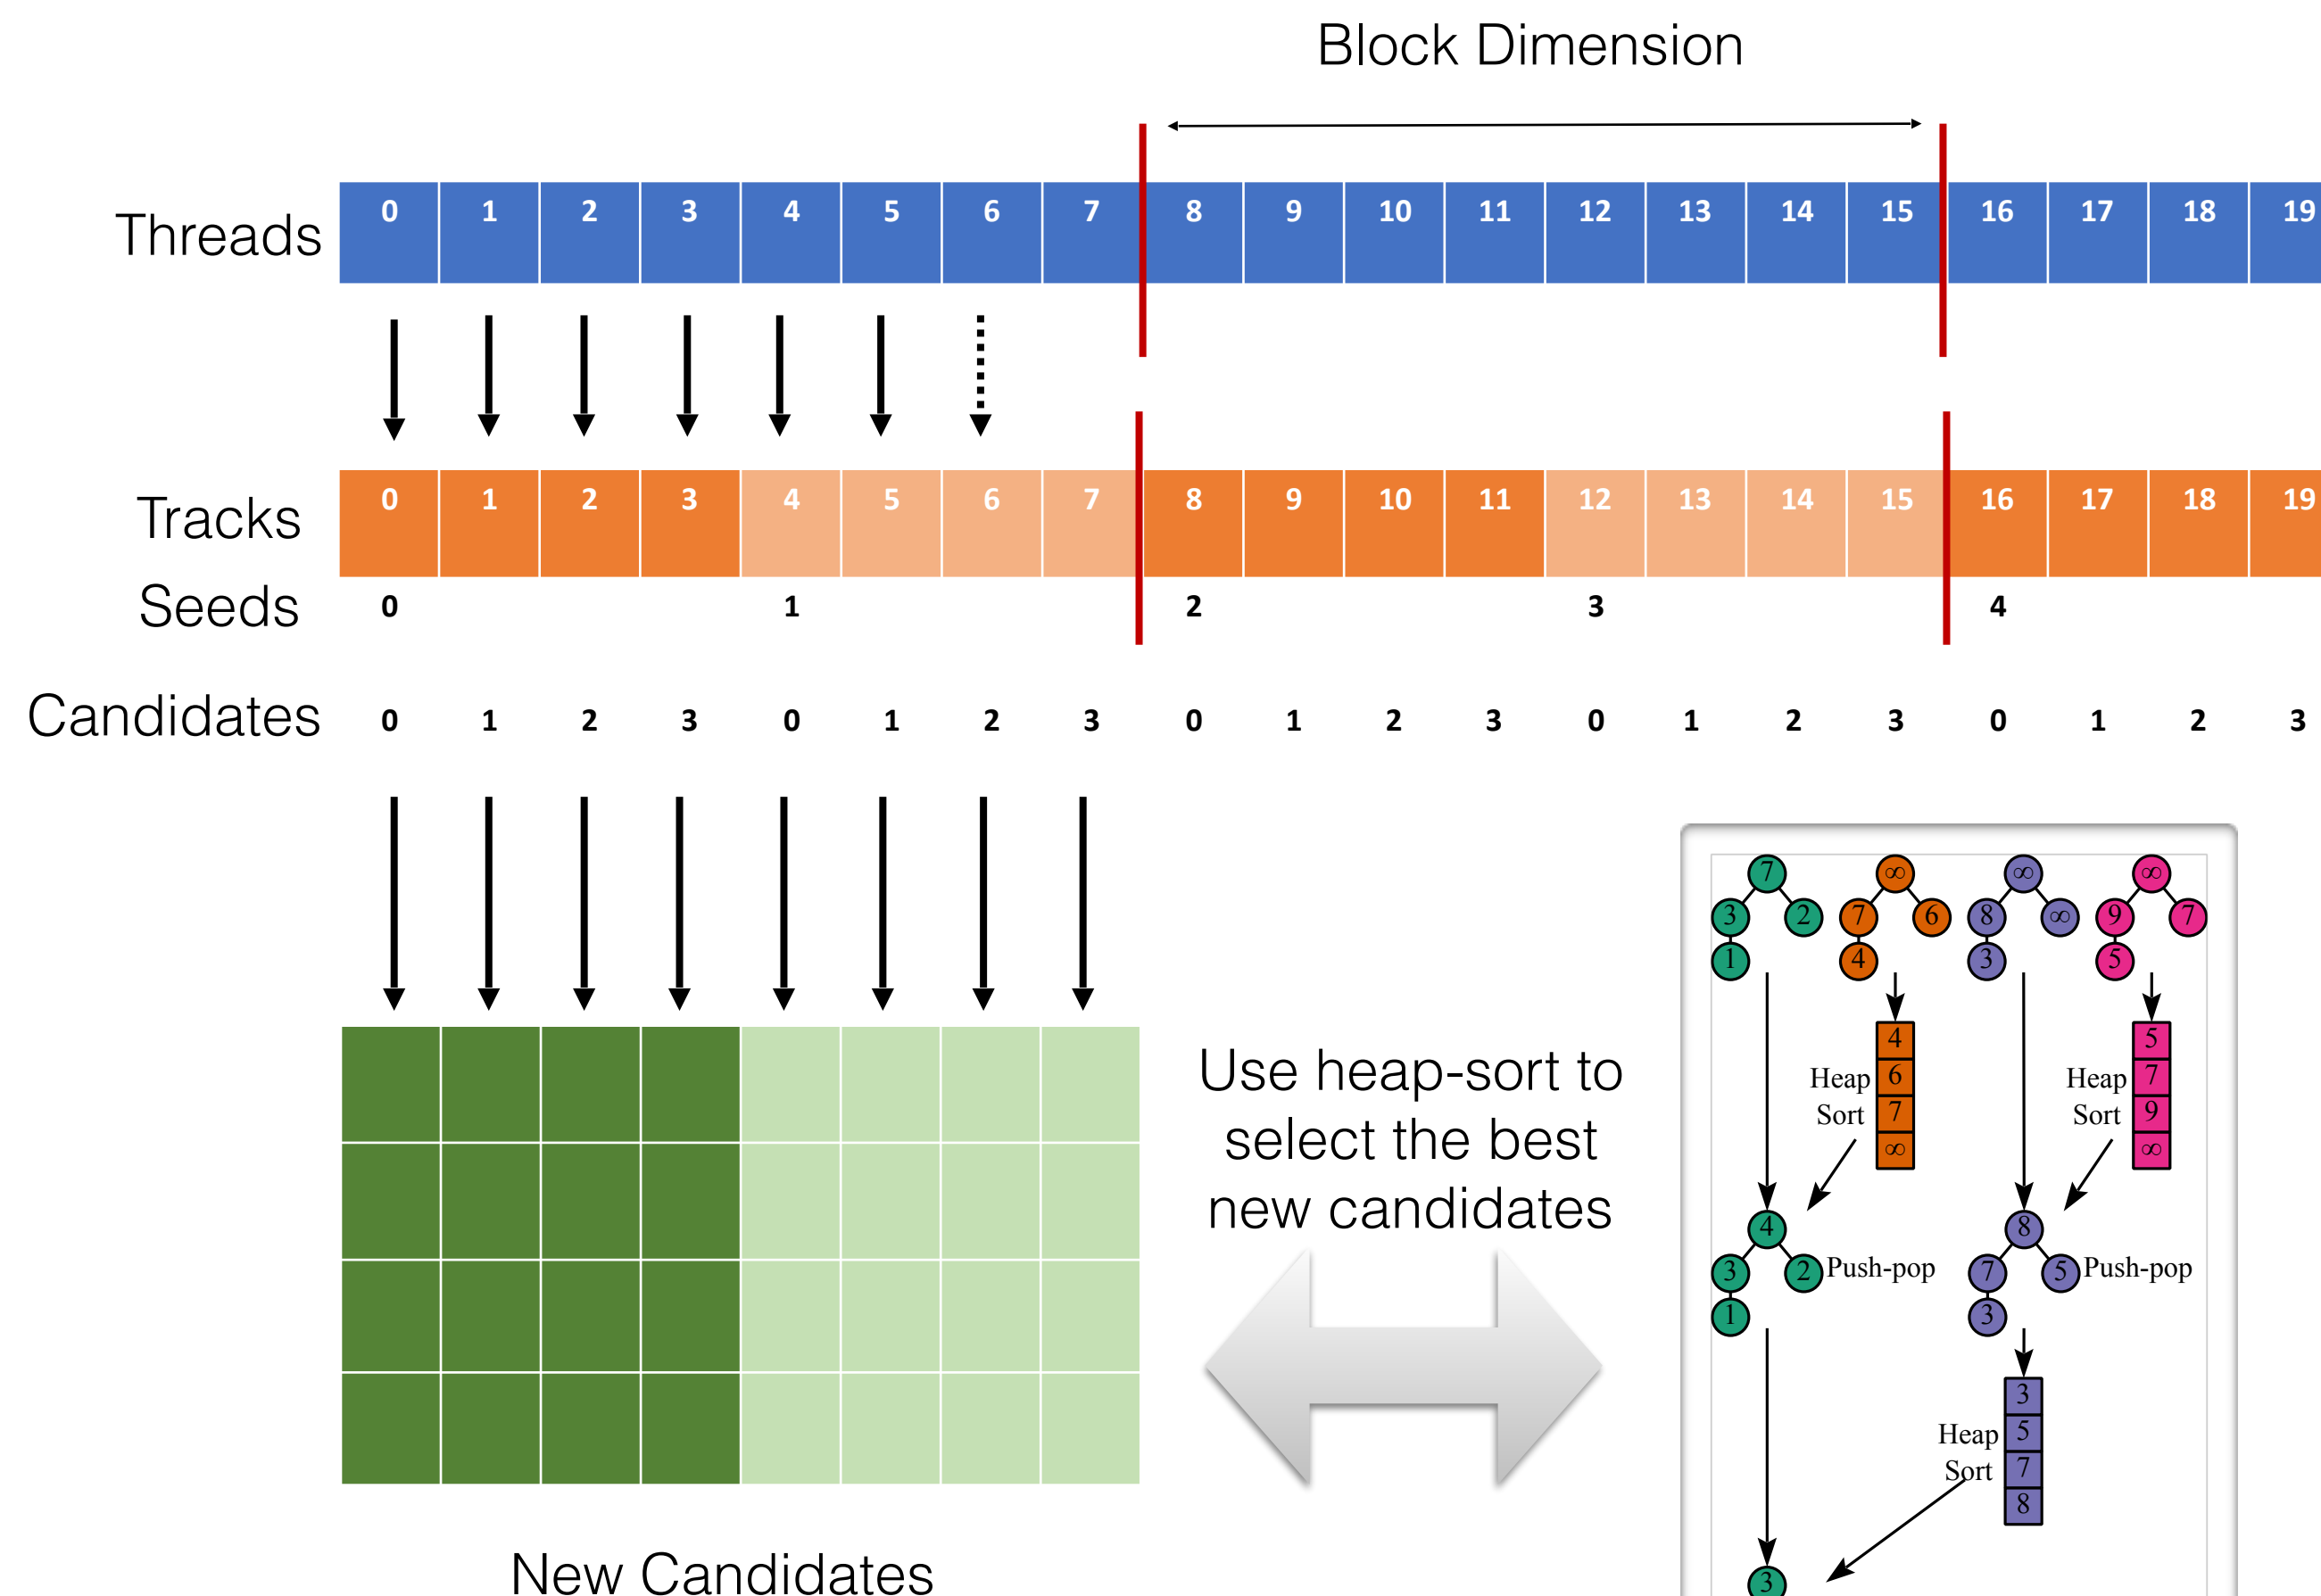 Block Dimension
Threads 0 1 2 3 4 5 6 7 8 9 10 11 12 13 14 15 16 17 18 19
Tracks 0 1 2 3 4 5 6 7 8 9 10 11 12 13 14 15 16 17 18 19
Seeds 0 1 2 3 4
Candidates 0 1 2 3 0 1 2 3 0 1 2 3 0 1 2 3 0 1 2 3
Use heap-sort to
select the best
new candidates
New Candidates
7 ∞ ∞ ∞
3 2 7 6 8 ∞ 9 7
1 4 3 5
4 5
Heap 6 Heap 7
Sort 7 Sort 9
∞ ∞
4 8
3 2 Push-pop 7 5 Push-pop
1 3
3
Heap 5
Sort 7
8
3